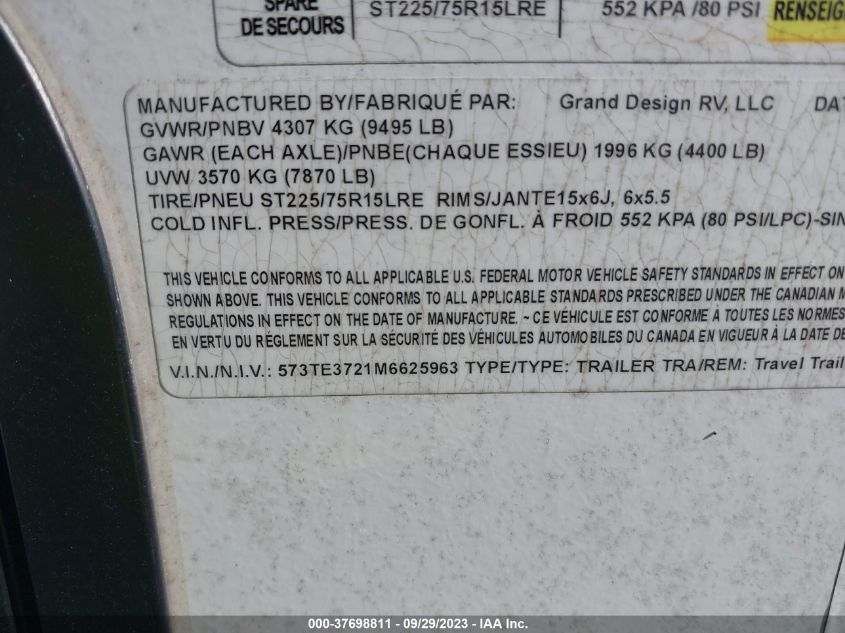 SPARE ST225/75R15LRE 552 KPA /80 PSI
DE SECOURS
MANUFACTURED BY/FABRIQUÉ PAR: Grand Design RV, LLC
GVWR/PNBV 4307 KG (9495 LB)
GAWR (EACH AXLE)/PNBE(CHAQUE ESSIEU) 1996 KG (4400 LB)
UVW 3570 KG (7870 LB)
TIRE/PNEU ST225/75R15LRE RIMS/JANTE15x6J, 6x5.5
COLD INFL. PRESS/PRESS. DE GONFL. À FROID 552 KPA (80 PSI/LPC)-SIN
THIS VEHICLE CONFORMS TO ALL APPLICABLE U.S. FEDERAL MOTOR VEHICLE SAFETY STANDARDS IN EFFECT ON
SHOWN ABOVE. THIS VEHICLE CONFORMS TO ALL APPLICABLE STANDARDS PRESCRIBED UNDER THE CANADIAN M
REGULATIONS IN EFFECT ON THE DATE OF MANUFACTURE. ~ CE VÉHICULE EST CONFORME À TOUTES LES NORMES
EN VERTU DU RÉGLEMENT SUR LA SÉCURITÉ DES VÉHICULES AUTOMOBILES DU CANADA EN VIGUEUR À LA DATE DE
V.I.N./N.I.V.: 573TE3721M6625963 TYPE/TYPE: TRAILER TRA/REM: Travel Trail
000-37698811 - 09/29/2023 - IAAI Inc.